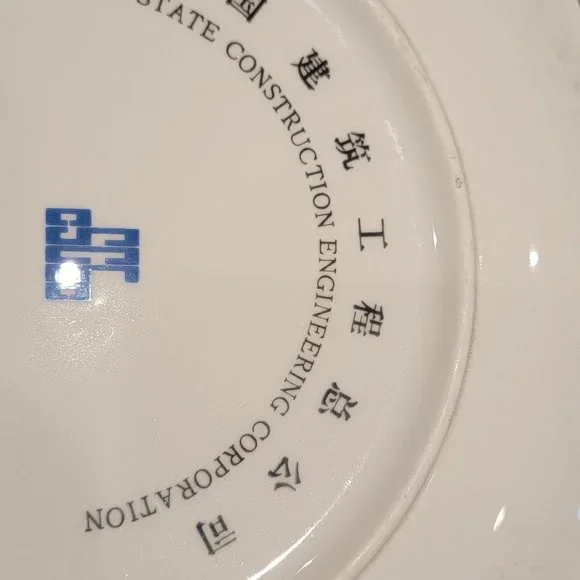 国建筑工程总公司
STATE CONSTRUCTION ENGINEERING CORPORATION